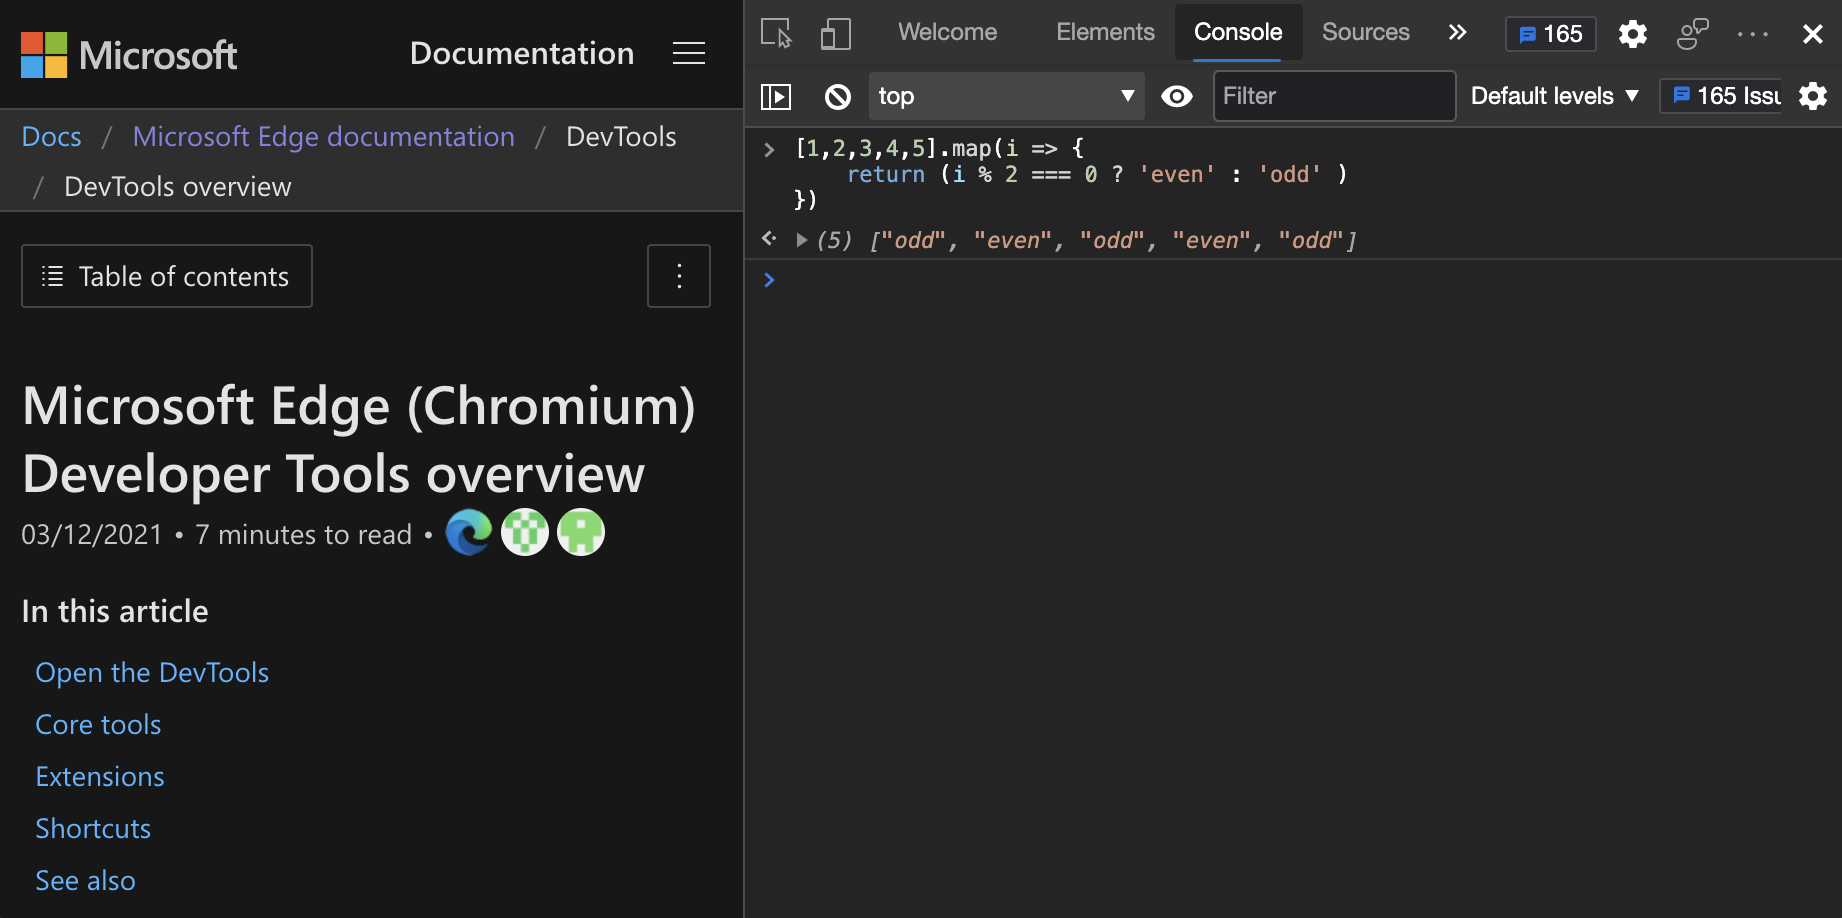 Microsoft
Documentation
Docs / Microsoft Edge documentation / DevTools
/ DevTools overview
Table of contents
Microsoft Edge (Chromium)
Developer Tools overview
03/12/2021 • 7 minutes to read •
In this article
Open the DevTools
Core tools
Extensions
Shortcuts
See also
Welcome
Elements
Console
Sources
165
top
Filter
Default levels
165 Issu
[1,2,3,4,5].map(i => {
return (i % 2 === 0 ? 'even' : 'odd' )
})
(5) ["odd", "even", "odd", "even", "odd"]